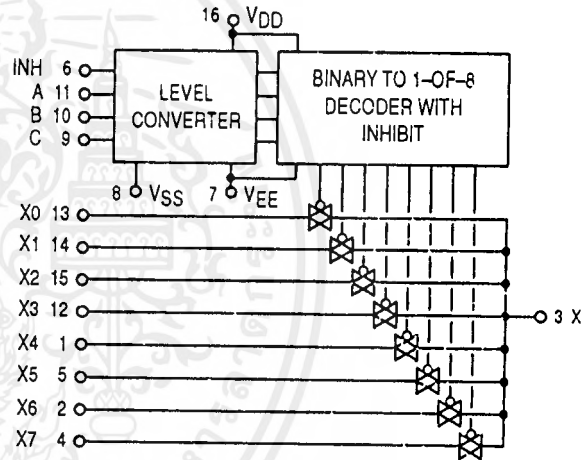 16 VDD
INH 6
A 11
B 10
C 9
LEVEL
CONVERTER
BINARY TO 1-OF-8
DECODER WITH
INHIBIT
8 VSS
7 VEE
X0 13
X1 14
X2 15
X3 12
X4 1
X5 5
X6 2
X7 4
3 X